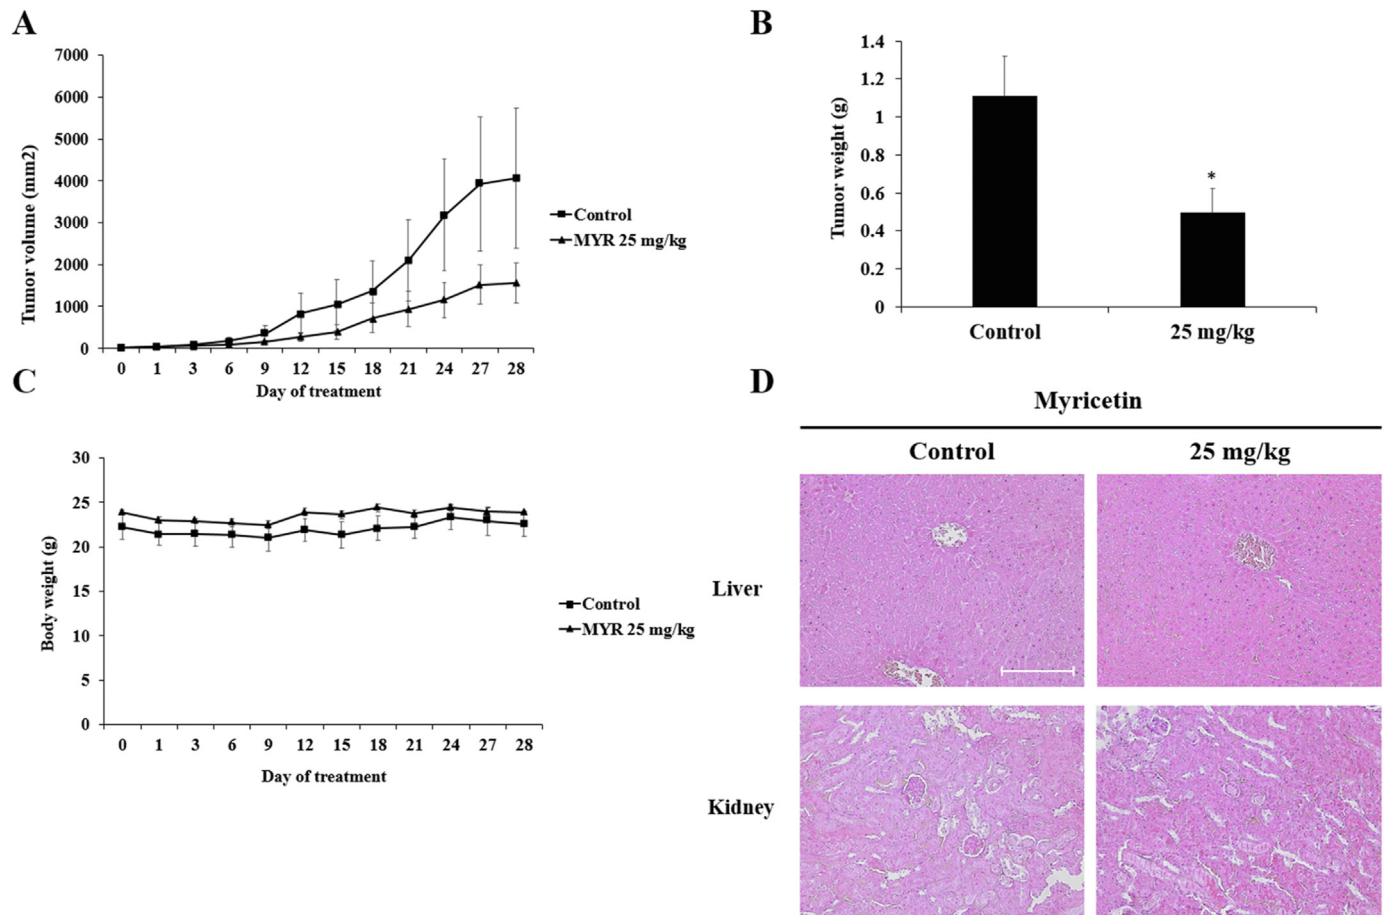 A
Tumor volume (mm2)
7000
6000
5000
4000
3000
2000
1000
0
0 1 3 6 9 12 15 18 21 24 27 28
Day of treatment
Control
MYR 25 mg/kg
B
Tumor weight (g)
1.4
1.2
1
0.8
0.6
0.4
0.2
0
*
Control 25 mg/kg
C
Body weight (g)
30
25
20
15
10
5
0
0 1 3 6 9 12 15 18 21 24 27 28
Day of treatment
Control
MYR 25 mg/kg
D
Myricetin
Control 25 mg/kg
Liver
Kidney